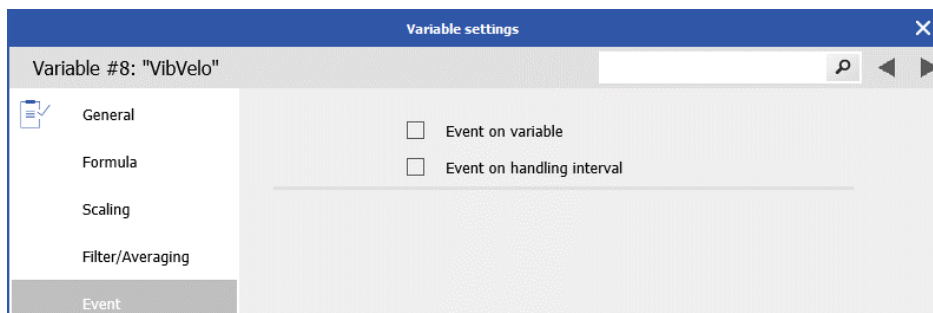 Variable settings
Variable #8: "VibVelo"
General
Event on variable
Formula
Event on handling interval
Scaling
Filter/Averaging
Event